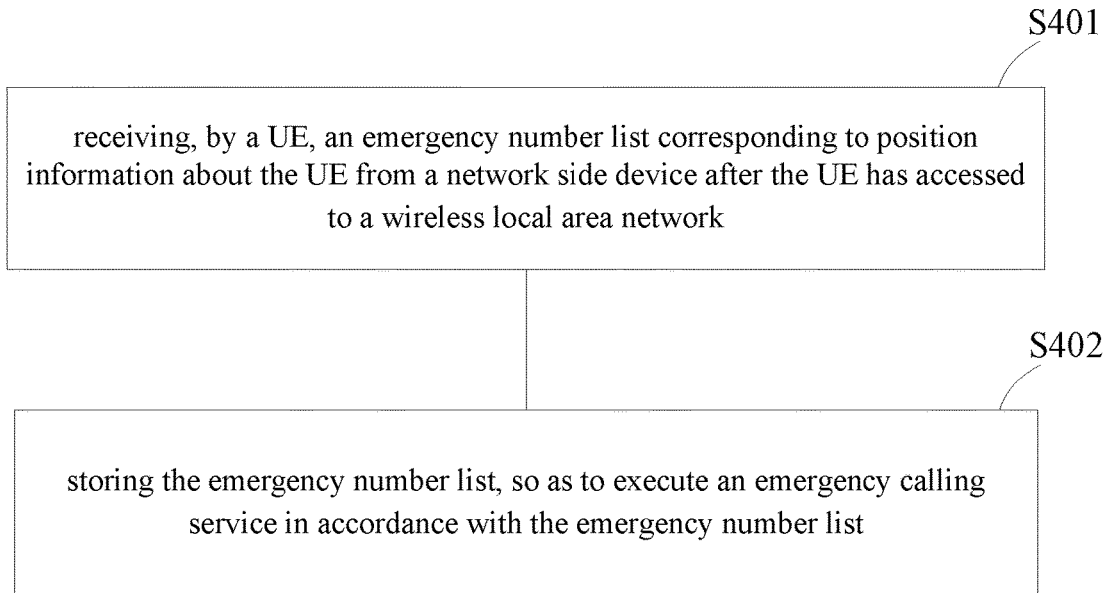 S401
receiving, by a UE, an emergency number list corresponding to position
information about the UE from a network side device after the UE has accessed
to a wireless local area network
S402
storing the emergency number list, so as to execute an emergency calling
service in accordance with the emergency number list